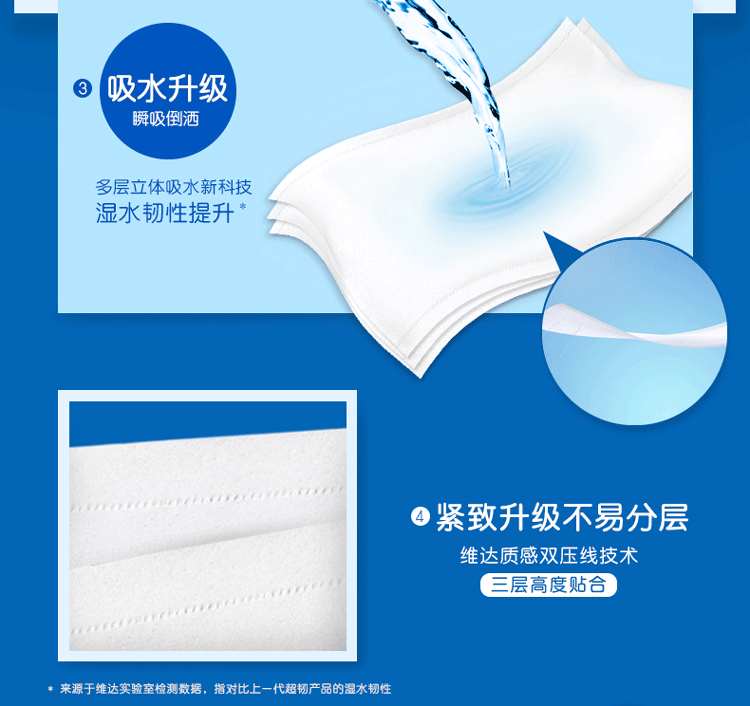 3 吸水升级
瞬吸倒洒
多层立体吸水新科技
湿水韧性提升*
4 紧致升级不易分层
维达质感双压线技术
三层高度贴合
* 来源于维达实验室检测数据，指对比上一代超韧产品的湿水韧性